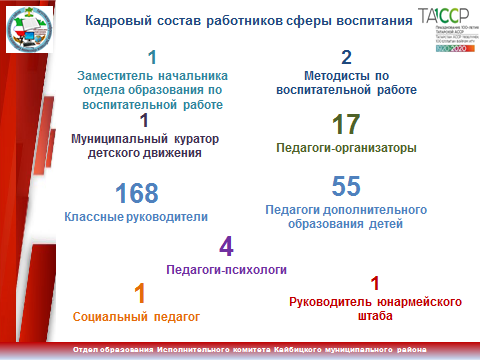 Кадровый состав работников сферы воспитания
ТАССР
1
Заместитель начальника
отдела образования по
воспитательной работе
2
Методисты по
воспитательной работе
1
Муниципальный куратор
детского движения
17
Педагоги-организаторы
168
Классные руководители
55
Педагоги дополнительного
образования детей
4
Педагоги-психологи
1
Социальный педагог
1
Руководитель юнармейского
штаба
Отдел образования Исполнительного комитета Кайбицкого муниципального района